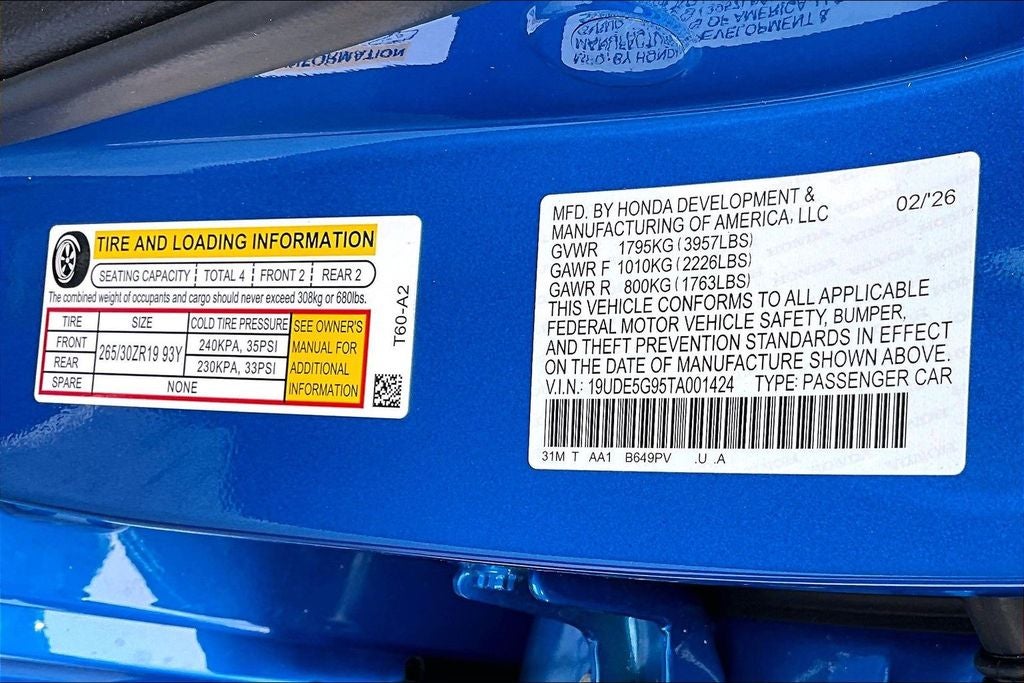 TIRE AND LOADING INFORMATION
SEATING CAPACITY TOTAL 4 FRONT 2 REAR 2
The combined weight of occupants and cargo should never exceed 308kg or 680lbs.
TIRE SIZE COLD TIRE PRESSURE
FRONT 265/30ZR19 93Y 240KPA, 35PSI
REAR 230KPA, 33PSI
SPARE NONE
SEE OWNER'S
MANUAL FOR
ADDITIONAL
INFORMATION
T60-A2
MFD. BY HONDA DEVELOPMENT &
MANUFACTURING OF AMERICA, LLC 02/'26
GVWR 1795KG (3957LBS)
GAWR F 1010KG (2226LBS)
GAWR R 800KG (1763LBS)
THIS VEHICLE CONFORMS TO ALL APPLICABLE
FEDERAL MOTOR VEHICLE SAFETY, BUMPER,
AND THEFT PREVENTION STANDARDS IN EFFECT
ON THE DATE OF MANUFACTURE SHOWN ABOVE.
V.I.N.: 19UDE5G95TA001424 TYPE: PASSENGER CAR
31M T AA1 B649PV .U .A